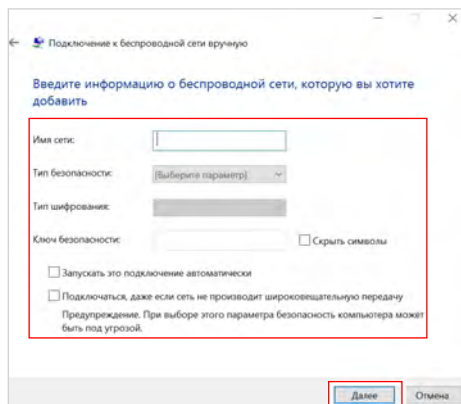 Подключение к беспроводной сети вручную
Введите информацию о беспроводной сети, которую вы хотите
добавить
Имя сети:
Тип безопасности:
[Выберите параметр]
Тип шифрования:
Ключ безопасности:
Скрыть символы
Запускать это подключение автоматически
Подключаться, даже если сеть не производит широковещательную передачу
Предупреждение. При выборе этого параметра безопасность компьютера может
быть под угрозой.
Далее
Отмена